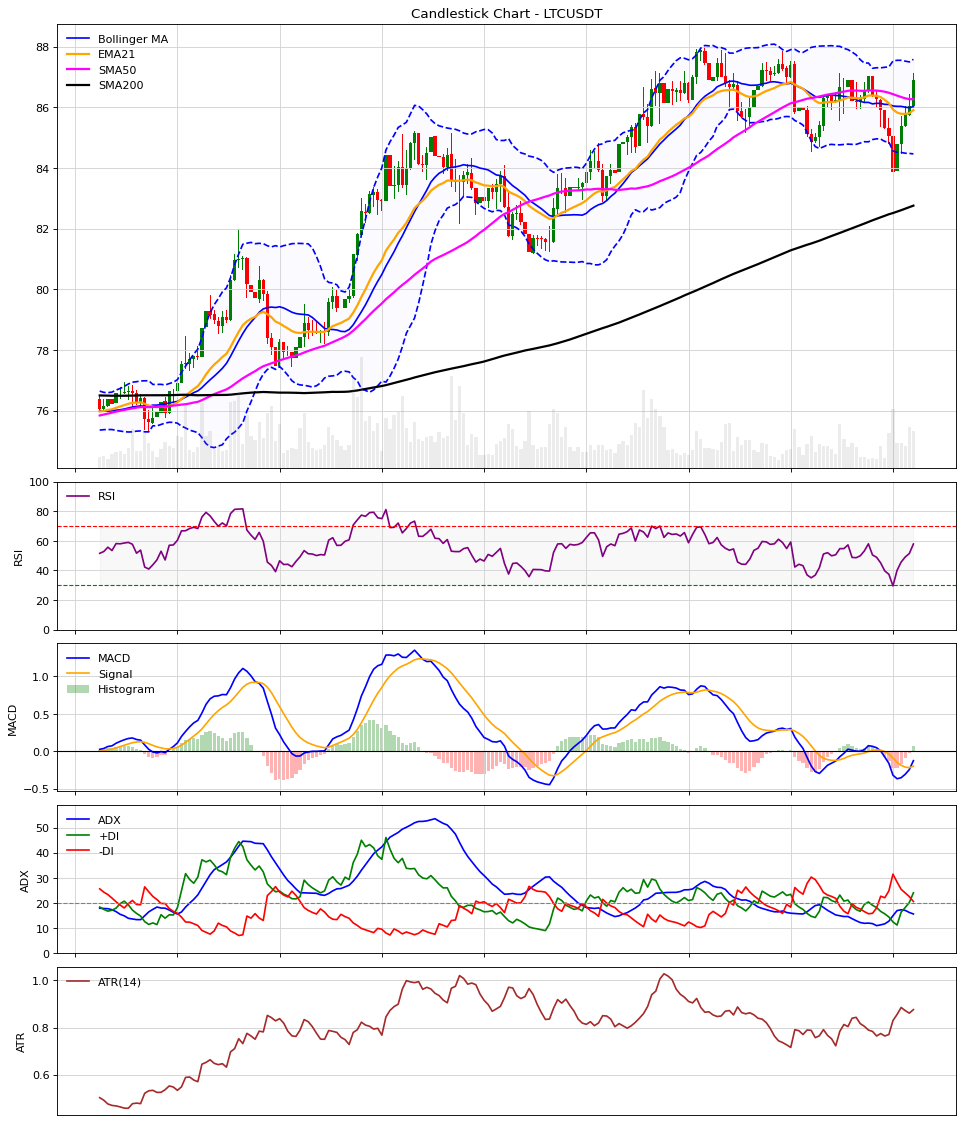 Candlestick Chart - LTCUSDT
Bollinger MA
EMA21
SMA50
SMA200
88
86
84
82
80
78
76
RSI
RSI
100
80
60
40
20
0
MACD
Signal
Histogram
MACD
1.0
0.5
0.0
−0.5
ADX
+DI
-DI
ADX
50
40
30
20
10
0
ATR(14)
ATR
1.0
0.8
0.6